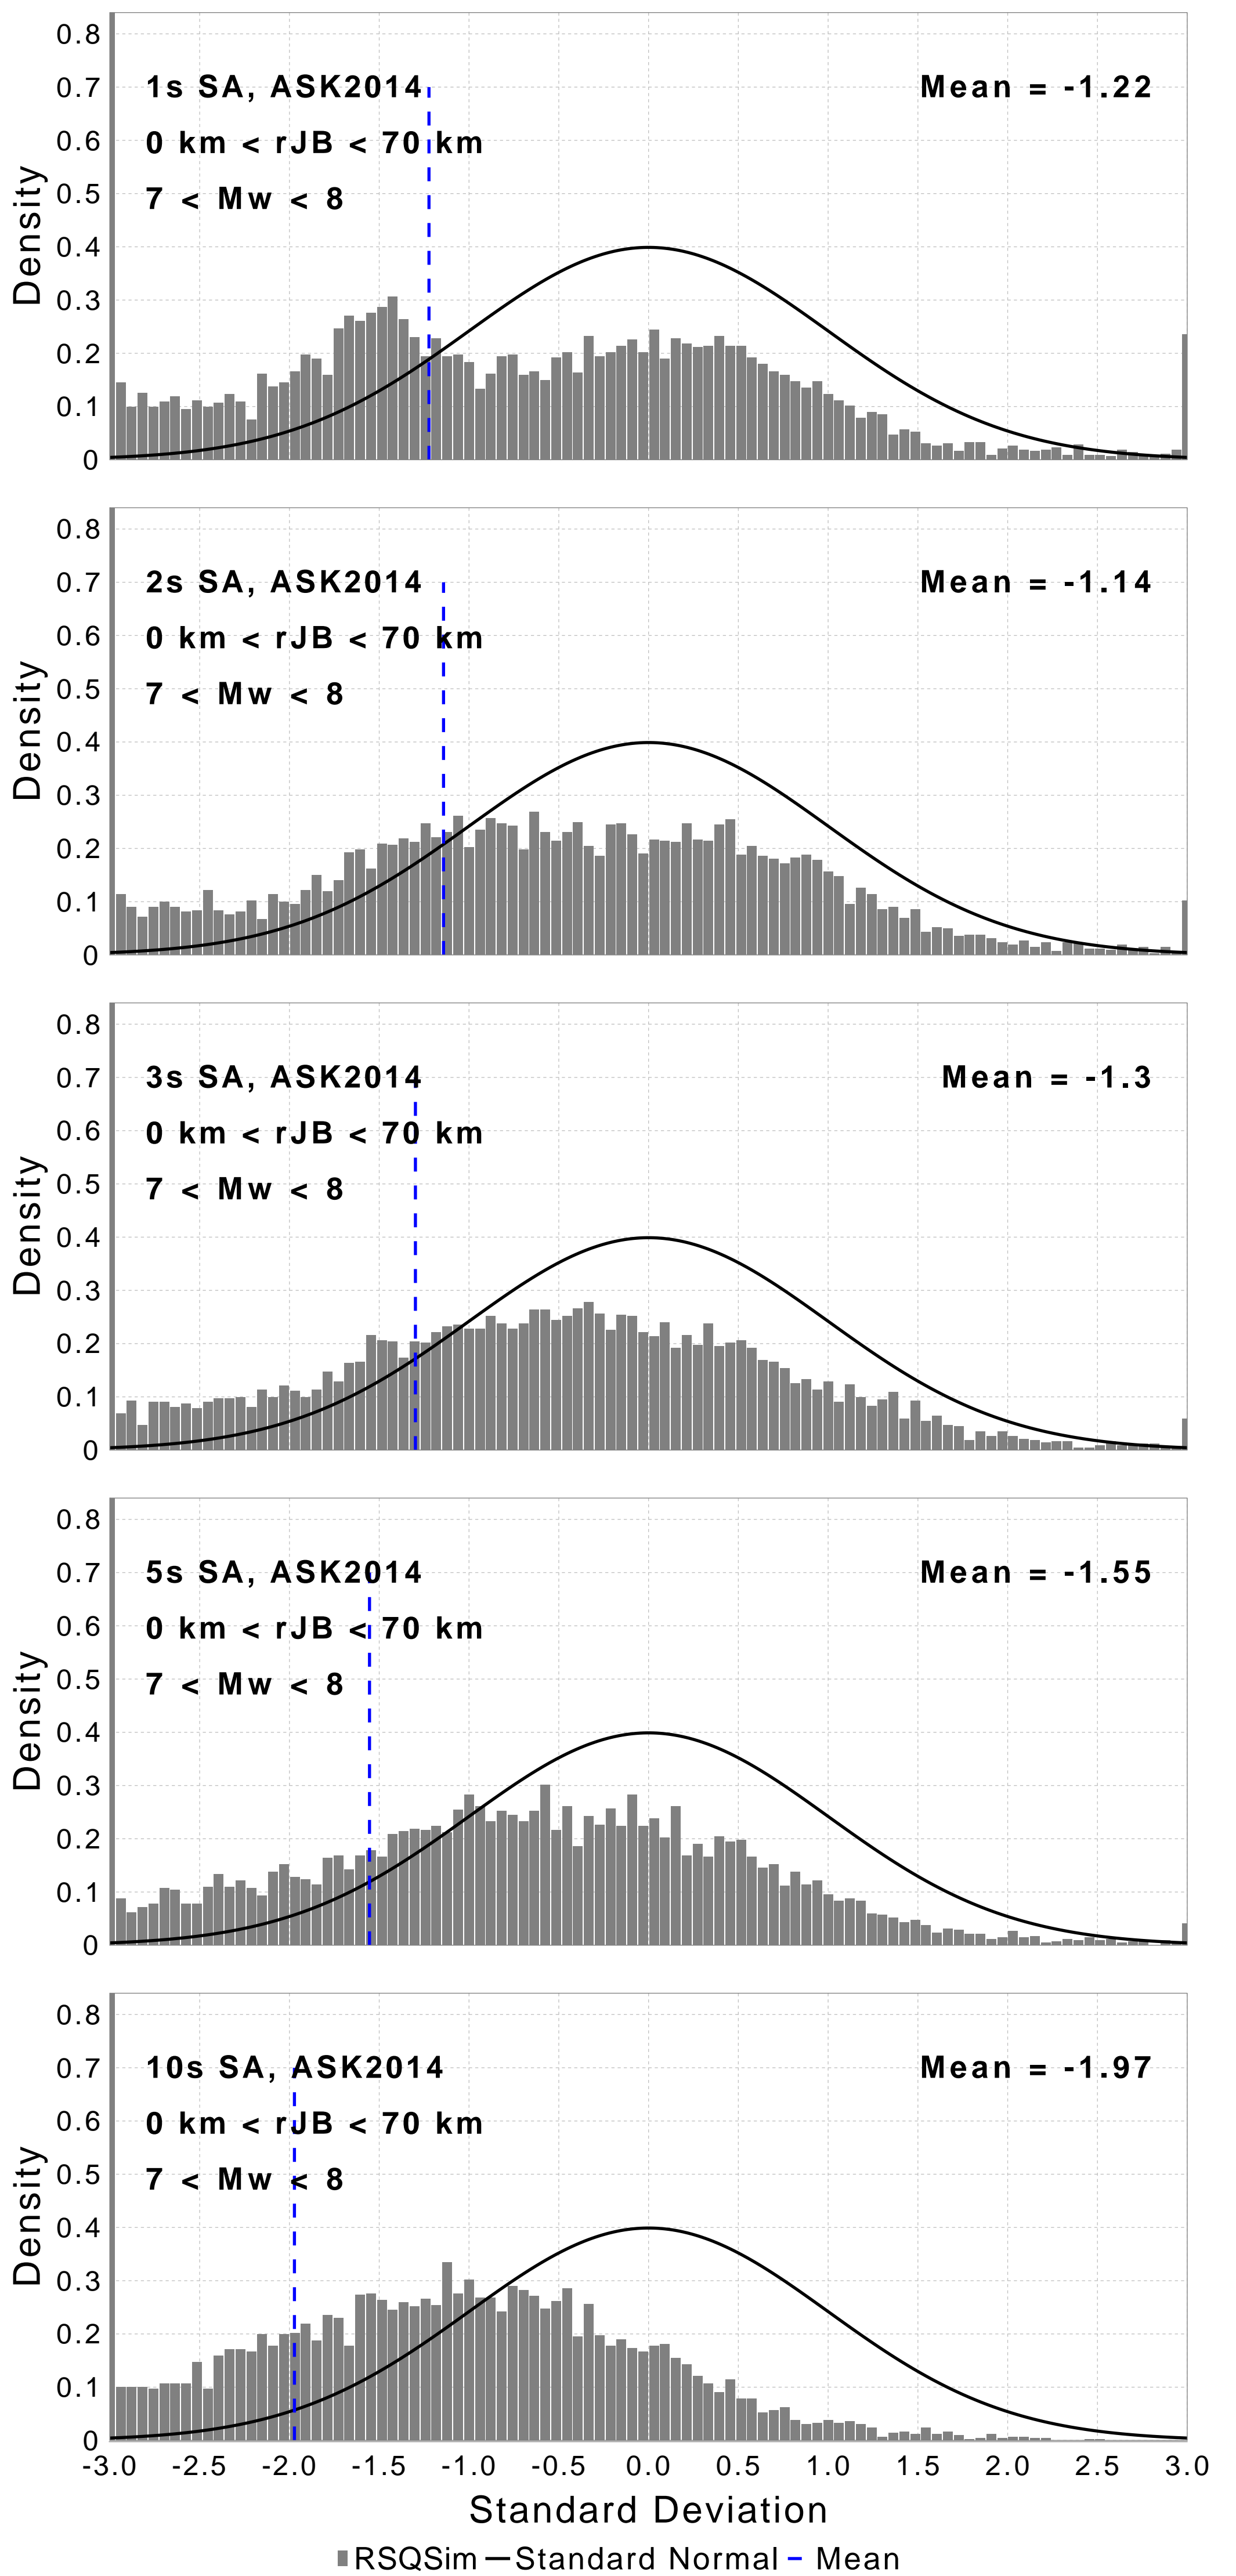 0.8
0.7
0.6
0.5
0.4
0.3
0.2
0.1
0
Density
1s SA, ASK2014
Mean = -1.22
0 km < rJB < 70 km
7 < Mw < 8
0.8
0.7
0.6
0.5
0.4
0.3
0.2
0.1
0
Density
2s SA, ASK2014
Mean = -1.14
0 km < rJB < 70 km
7 < Mw < 8
0.8
0.7
0.6
0.5
0.4
0.3
0.2
0.1
0
Density
3s SA, ASK2014
Mean = -1.3
0 km < rJB < 70 km
7 < Mw < 8
0.8
0.7
0.6
0.5
0.4
0.3
0.2
0.1
0
Density
5s SA, ASK2014
Mean = -1.55
0 km < rJB < 70 km
7 < Mw < 8
0.8
0.7
0.6
0.5
0.4
0.3
0.2
0.1
0
Density
10s SA, ASK2014
Mean = -1.97
0 km < rJB < 70 km
7 < Mw < 8
-3.0 -2.5 -2.0 -1.5 -1.0 -0.5 0.0 0.5 1.0 1.5 2.0 2.5 3.0
Standard Deviation
RSQSim Standard Normal Mean